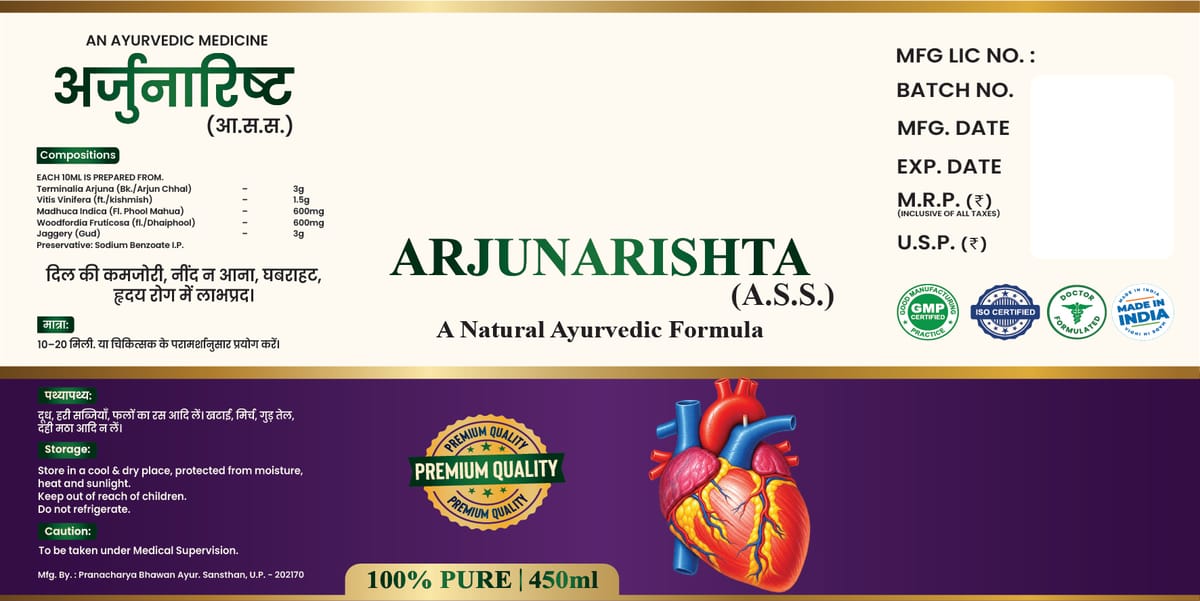 AN AYURVEDIC MEDICINE
अर्जुनारिष्ट
(आ.स.स.)
Compositions
EACH 10ML IS PREPARED FROM.
Terminalia Arjuna (Bk./Arjun Chhal) – 3g
Vitis Vinifera (ft./kishmish) – 1.5g
Madhuca Indica (Fl. Phool Mahua) – 600mg
Woodfordia Fruticosa (fl./Dhaiphool) – 600mg
Jaggery (Gud) – 3g
Preservative: Sodium Benzoate I.P.
दिल की कमजोरी, नींद न आना, घबराहट,
हृदय रोग में लाभप्रद।
मात्रा:
10–20 मिली. या चिकित्सक के परामर्शानुसार प्रयोग करें।
पथ्यापथ्य:
दूध, हरी सब्जियाँ, फलों का रस आदि लें। खटाई, मिर्च, गुड़ तेल,
दही मठा आदि न लें।
Storage:
Store in a cool & dry place, protected from moisture,
heat and sunlight.
Keep out of reach of children.
Do not refrigerate.
Caution:
To be taken under Medical Supervision.
Mfg. By. : Pranacharya Bhawan Ayur. Sansthan, U.P. - 202170
ARJUNARISHTA
(A.S.S.)
A Natural Ayurvedic Formula
PREMIUM QUALITY
PREMIUM QUALITY
PREMIUM QUALITY
100% PURE | 450ml
MFG LIC NO. :
BATCH NO.
MFG. DATE
EXP. DATE
M.R.P. (₹)
(INCLUSIVE OF ALL TAXES)
U.S.P. (₹)
GOOD MANUFACTURING
GMP
CERTIFIED
PRACTICE
ISO CERTIFIED
DOCTOR
FORMULATED
MADE IN INDIA
MADE IN
INDIA